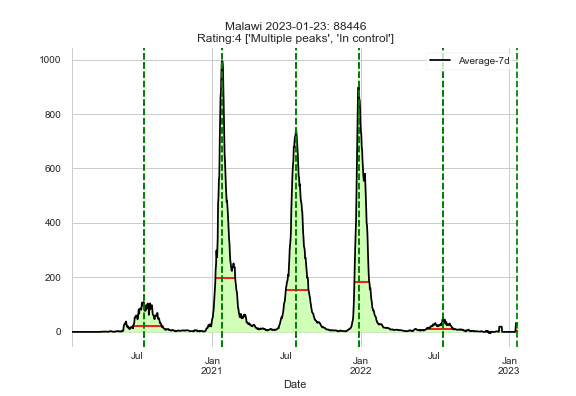 Malawi 2023-01-23: 88446
Rating:4 ['Multiple peaks', 'In control']
Average-7d
1000
800
600
400
200
0
Jul
Jan
2021
Jul
Jan
2022
Jul
Jan
2023
Date